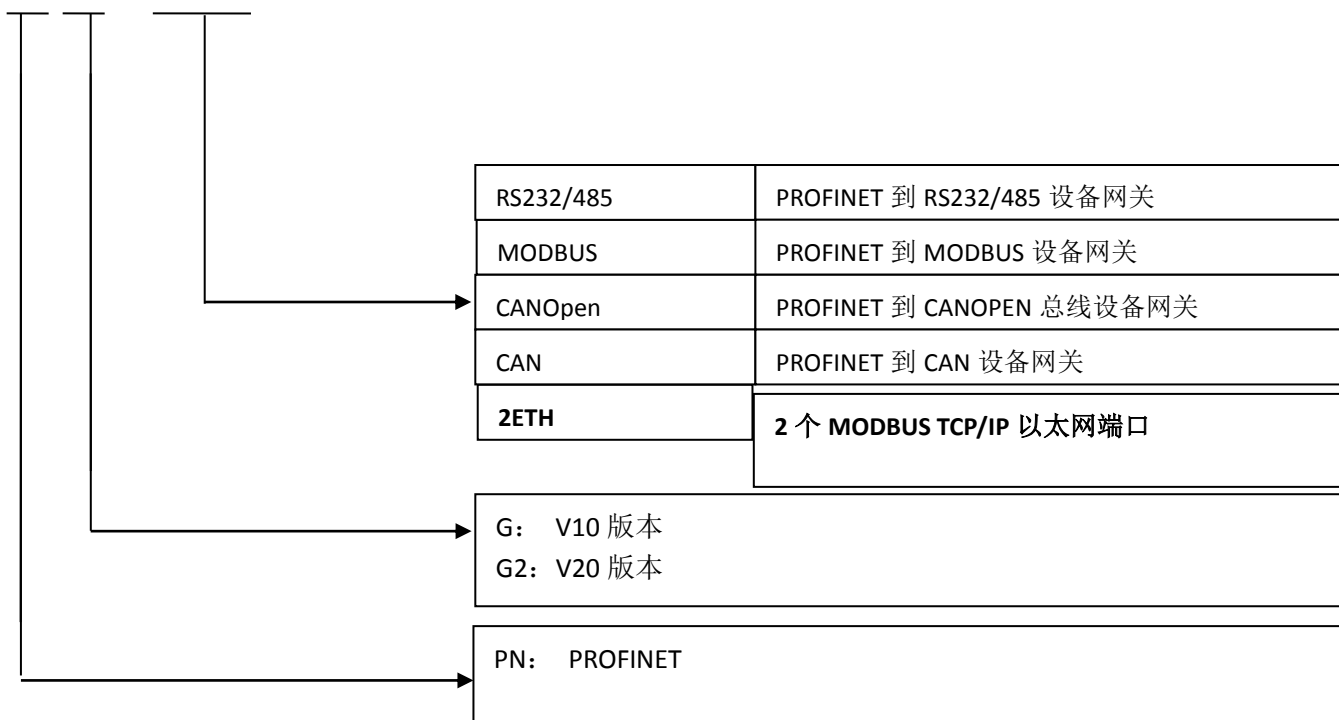 RS232/485 PROFINET 到 RS232/485 设备网关
MODBUS PROFINET 到 MODBUS 设备网关
CANOpen PROFINET 到 CANOPEN 总线设备网关
CAN PROFINET 到 CAN 设备网关
2ETH 2 个 MODBUS TCP/IP 以太网端口
G： V10 版本
G2：V20 版本
PN： PROFINET